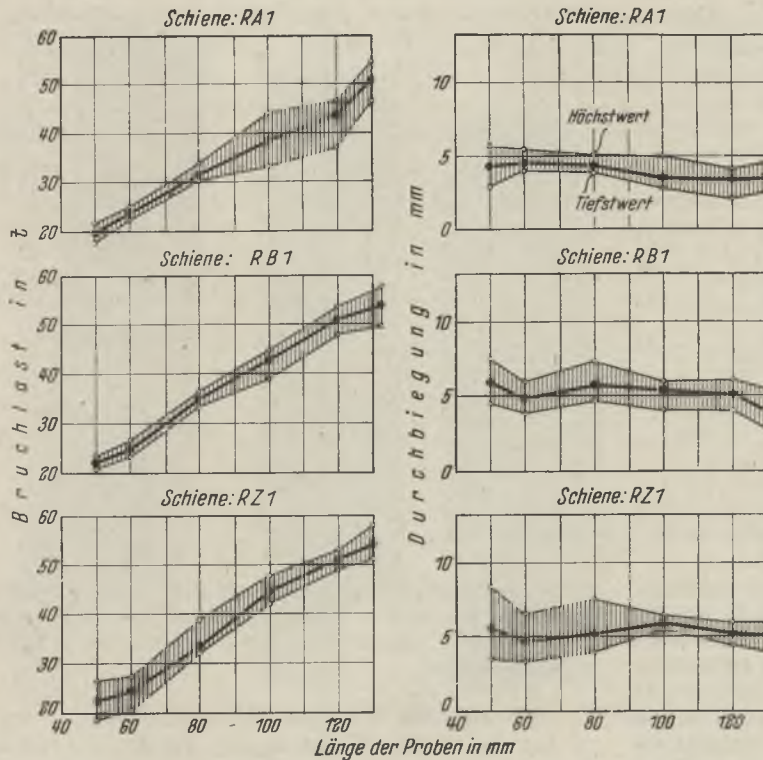 Schiene: RA1
60
50
40
30
20
Schiene: RB1
60
50
40
30
20
Schiene: RZ1
60
50
40
30
20
40 60 80 100 120
Bruchlast in t
Schiene: RA1
10
5
0
Höchstwert
Tiefstwert
Schiene: RB1
10
5
0
Schiene: RZ1
10
5
0
40 60 80 100 120
Durchbiegung in mm
Länge der Proben in mm